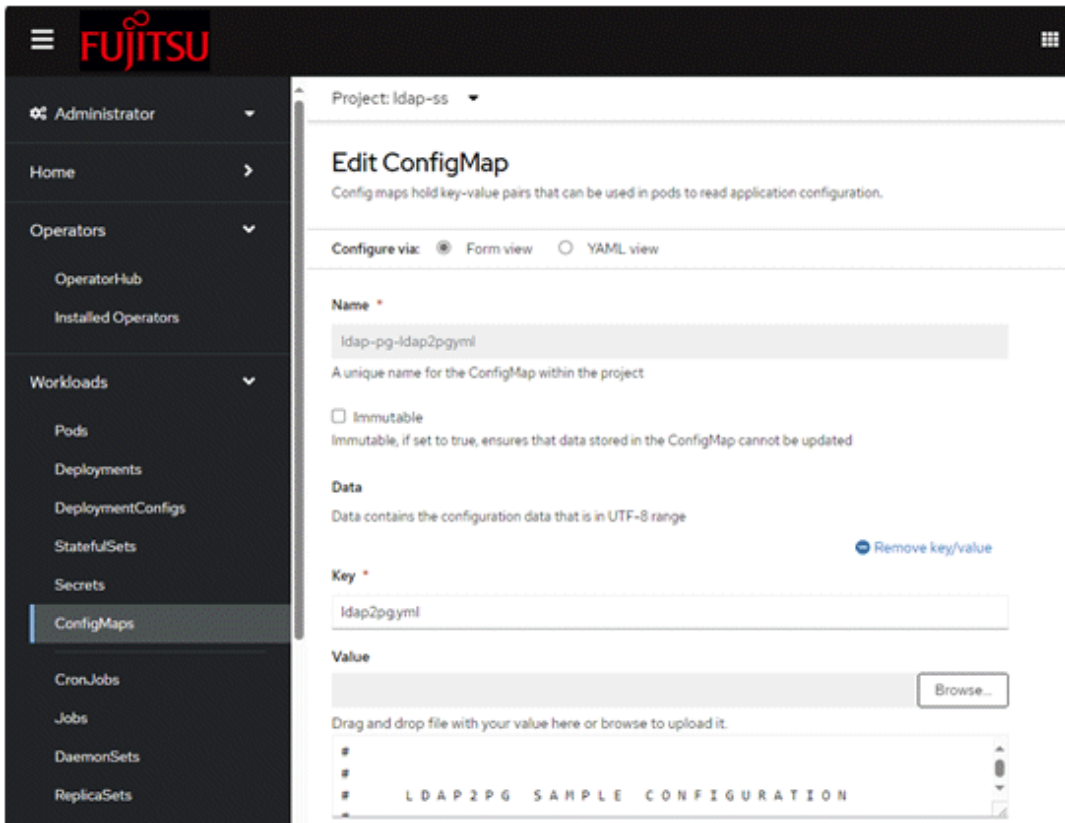 FUJITSU
Administrator
Home
Operators
OperatorHub
Installed Operators
Workloads
Pods
Deployments
DeploymentConfigs
StatefulSets
Secrets
ConfigMaps
CronJobs
Jobs
DaemonSets
ReplicaSets
Project: ldap-ss
Edit ConfigMap
Config maps hold key-value pairs that can be used in pods to read application configuration.
Configure via: Form view YAML view
Name *
ldap-pg-ldap2pgyml
A unique name for the ConfigMap within the project
Immutable
Immutable, if set to true, ensures that data stored in the ConfigMap cannot be updated
Data
Data contains the configuration data that is in UTF-8 range
Remove key/value
Key *
ldap2pg.yml
Value
Browse...
Drag and drop file with your value here or browse to upload it.
#
#
# L D A P 2 P G S A M P L E C O N F I G U R A T I O N